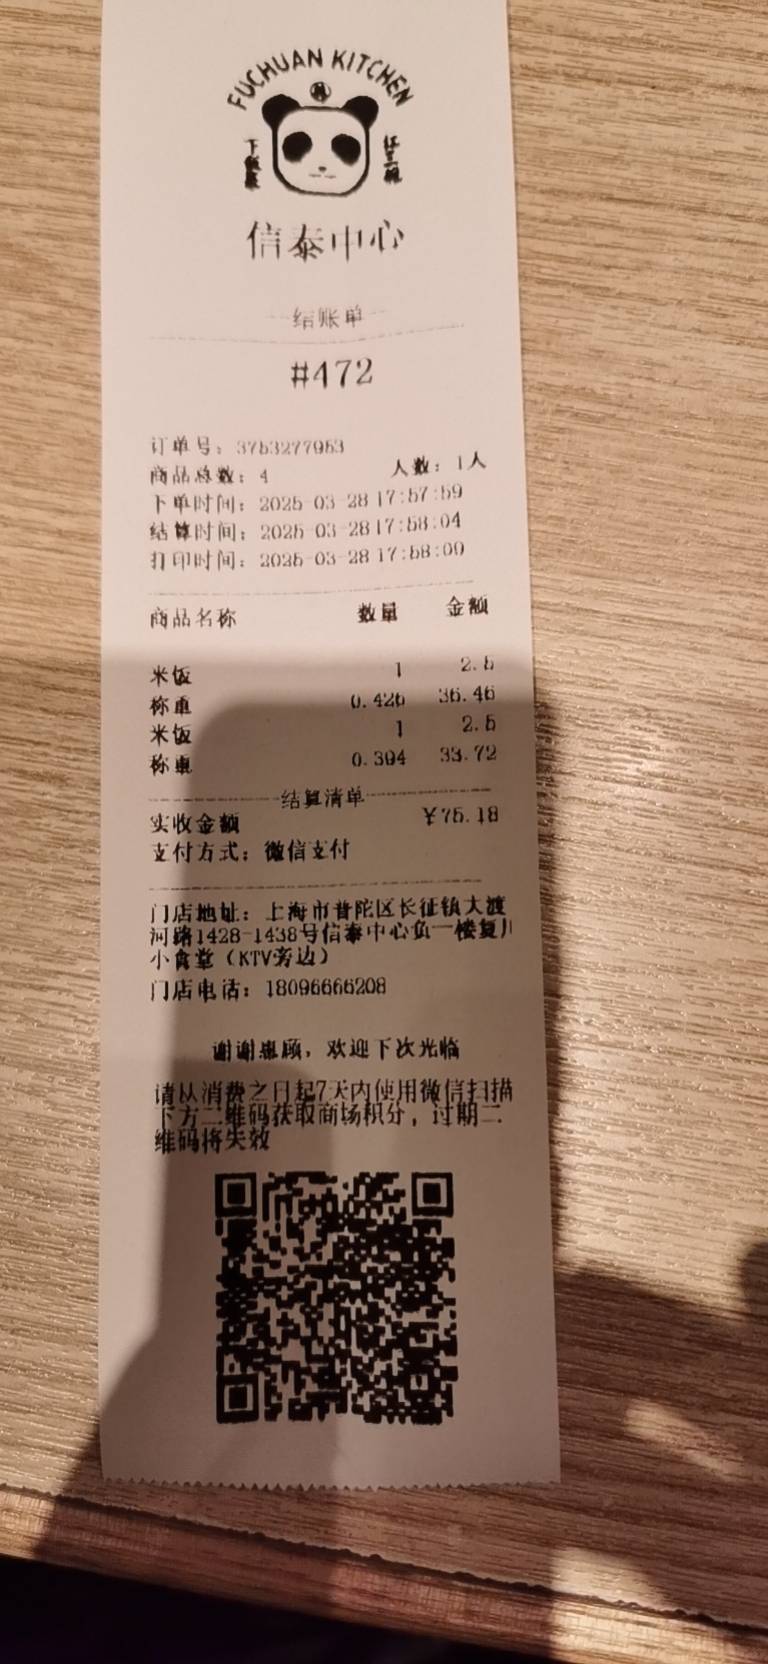 FUCHUAN KITCHEN
下饭菜
信泰中心
结账单
#472
订单号：3753277953
商品总数：4 人数：1人
下单时间：2025-03-28 17:57:59
结算时间：2025-03-28 17:58:04
打印时间：2025-03-28 17:58:09
商品名称 数量 金额
米饭 1 2.5
称重 0.426 36.46
米饭 1 2.5
称重 0.394 33.72
结算清单
实收金额 ￥75.18
支付方式：微信支付
门店地址：上海市普陀区长征镇大渡
河路1428-1438号信泰中心负一楼复川
小食堂（KTV旁边）
门店电话：18096666208
谢谢惠顾，欢迎下次光临
请从消费之日起7天内使用微信扫描
下方二维码获取商场积分，过期二
维码将失效